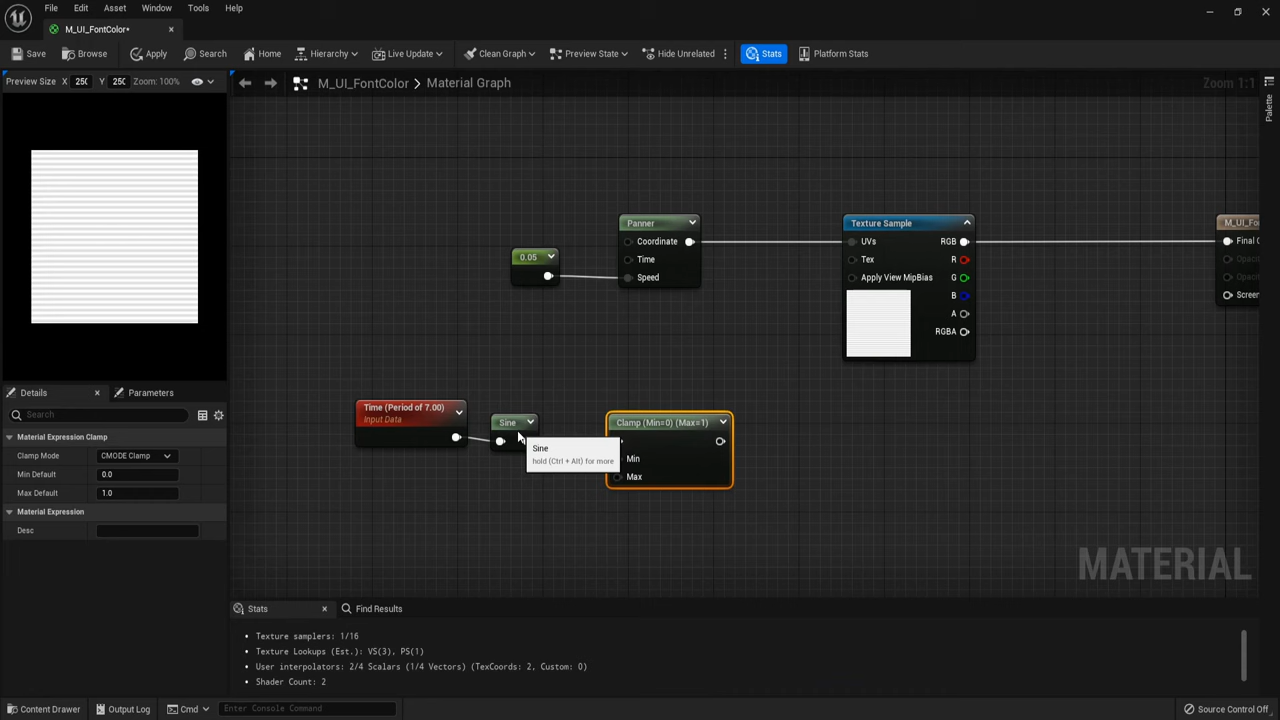 File Edit Asset Window Tools Help
M_UI_FontColor•
Save Browse Apply Search Home Hierarchy Live Update Clean Graph Preview State Hide Unrelated Stats Platform Stats
Preview Size X 250 Y 250 Zoom: 100%
M_UI_FontColor > Material Graph
Zoom 1:1
Palette
Panner
Coordinate
Time
Speed
0.05
Texture Sample
UVs RGB
Tex R
Apply View MipBias G
B
A
RGBA
M_UI_Fo
Final C
Opaci
Opaci
Screen
Time (Period of 7.00)
Input Data
Sine
Clamp (Min=0) (Max=1)
Min
Max
Sine
hold (Ctrl + Alt) for more
MATERIAL
Details Parameters
Search
Material Expression Clamp
Clamp Mode CMODE Clamp
Min Default 0.0
Max Default 1.0
Material Expression
Desc
Stats Find Results
• Texture samplers: 1/16
• Texture Lookups (Est.): VS(3), PS(1)
• User interpolators: 2/4 Scalars (1/4 Vectors) (TexCoords: 2, Custom: 0)
• Shader Count: 2
Content Drawer Output Log Cmd Enter Console Command Source Control Off